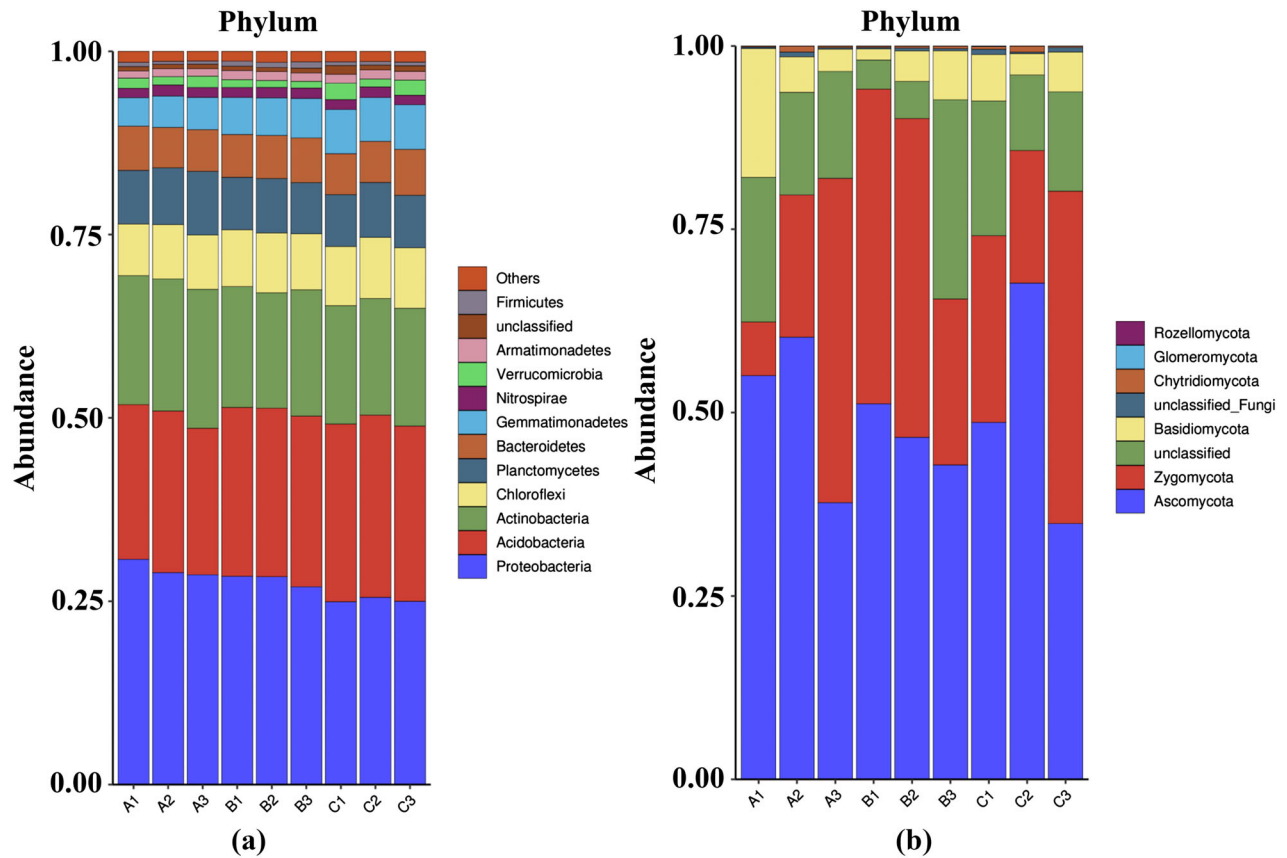 Phylum
1.00
0.75
0.50
0.25
0.00
Abundance
A1
A2
A3
B1
B2
B3
C1
C2
C3
Others
Firmicutes
unclassified
Armatimonadetes
Verrucomicrobia
Nitrospirae
Gemmatimonadetes
Bacteroidetes
Planctomycetes
Chloroflexi
Actinobacteria
Acidobacteria
Proteobacteria
(a)
Phylum
1.00
0.75
0.50
0.25
0.00
Abundance
A1
A2
A3
B1
B2
B3
C1
C2
C3
Rozellomycota
Glomeromycota
Chytridiomycota
unclassified_Fungi
Basidiomycota
unclassified
Zygomycota
Ascomycota
(b)